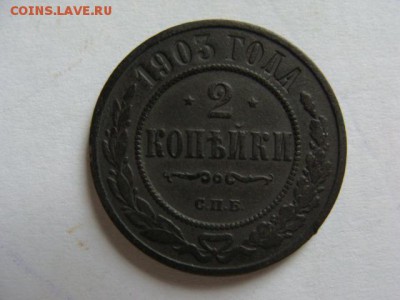 COINS.LAVE.RU
1903 ГОДА
* 2 *
КОПѢЙКИ
С.П.Б.